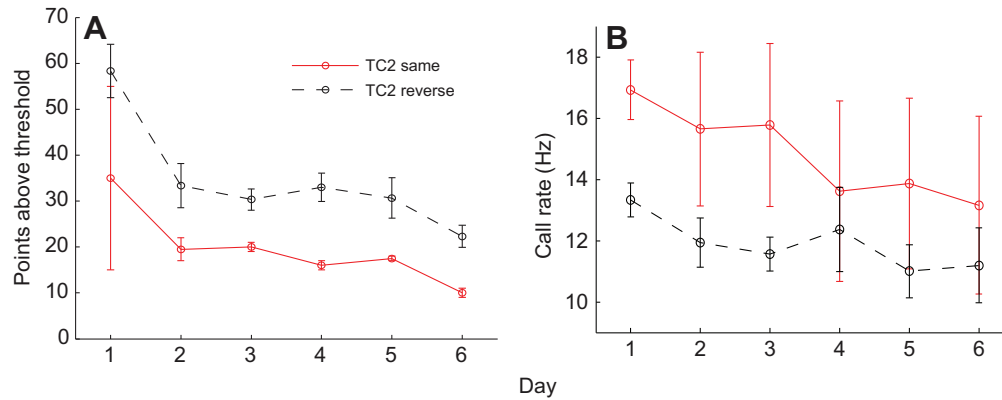 A
Points above threshold
70
60
50
40
30
20
10
0
TC2 same
TC2 reverse
1 2 3 4 5 6
B
Call rate (Hz)
18
16
14
12
10
1 2 3 4 5 6
Day